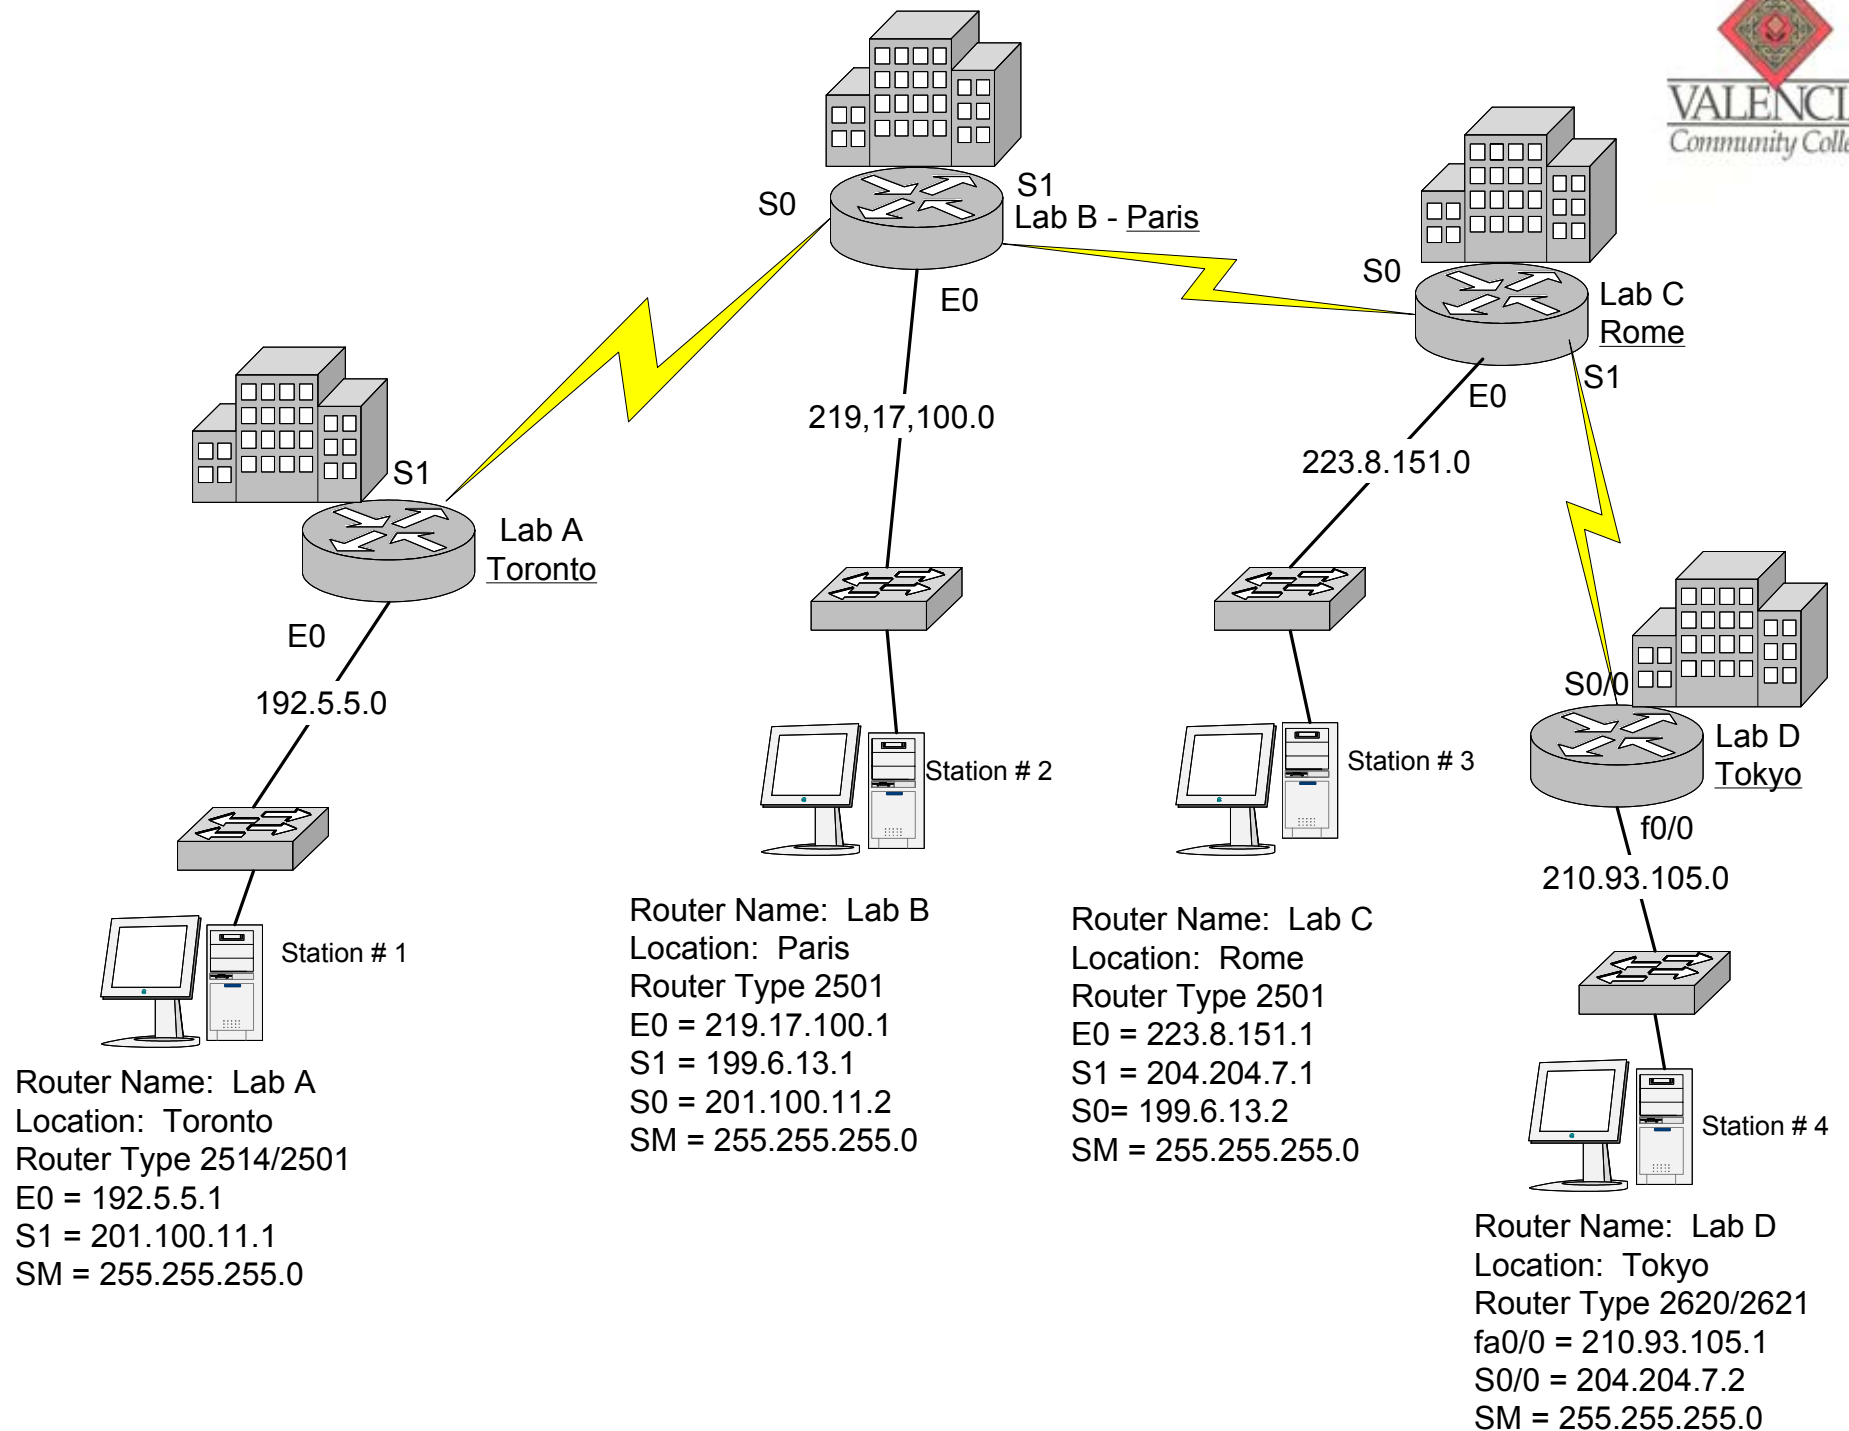 VALENCI
Community Colle
S0
S1
Lab B - Paris
E0
S0
Lab C
Rome
S1
E0
219,17,100.0
223.8.151.0
S1
Lab A
Toronto
E0
192.5.5.0
S0/0
Lab D
Tokyo
f0/0
210.93.105.0
Station # 1
Station # 2
Station # 3
Station # 4
Router Name: Lab A
Location: Toronto
Router Type 2514/2501
E0 = 192.5.5.1
S1 = 201.100.11.1
SM = 255.255.255.0
Router Name: Lab B
Location: Paris
Router Type 2501
E0 = 219.17.100.1
S1 = 199.6.13.1
S0 = 201.100.11.2
SM = 255.255.255.0
Router Name: Lab C
Location: Rome
Router Type 2501
E0 = 223.8.151.1
S1 = 204.204.7.1
S0= 199.6.13.2
SM = 255.255.255.0
Router Name: Lab D
Location: Tokyo
Router Type 2620/2621
fa0/0 = 210.93.105.1
S0/0 = 204.204.7.2
SM = 255.255.255.0